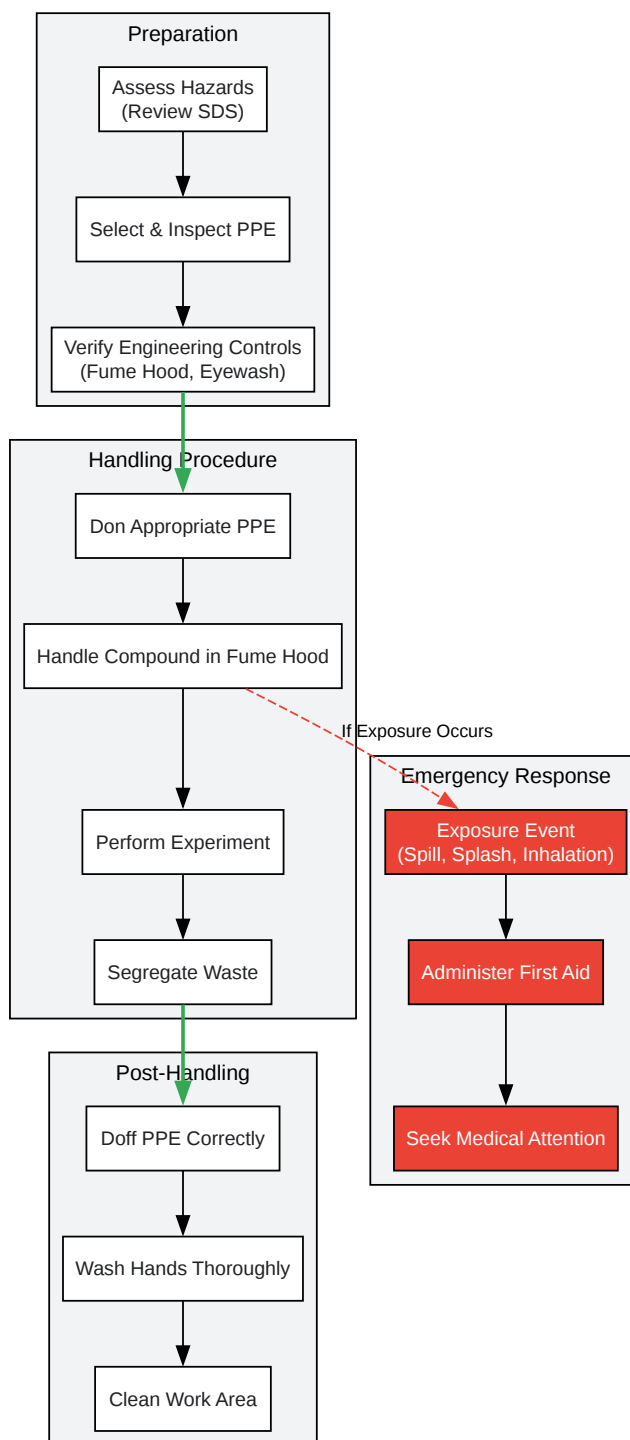 Preparation
Assess Hazards
(Review SDS)
Select & Inspect PPE
Verify Engineering Controls
(Fume Hood, Eyewash)
Handling Procedure
Don Appropriate PPE
Handle Compound in Fume Hood
If Exposure Occurs
Emergency Response
Exposure Event
(Spill, Splash, Inhalation)
Perform Experiment
Administer First Aid
Segregate Waste
Post-Handling
Doff PPE Correctly
Seek Medical Attention
Wash Hands Thoroughly
Clean Work Area